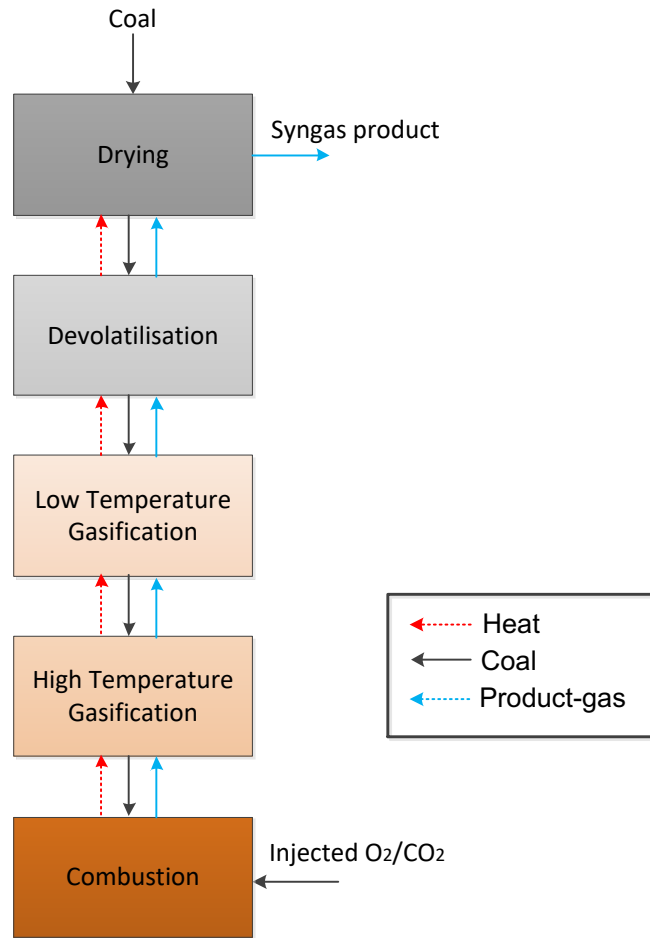 Coal
Syngas product
Drying
Devolatilisation
Low Temperature
Gasification
High Temperature
Gasification
Heat
Coal
Product-gas
Injected O2/CO2
Combustion